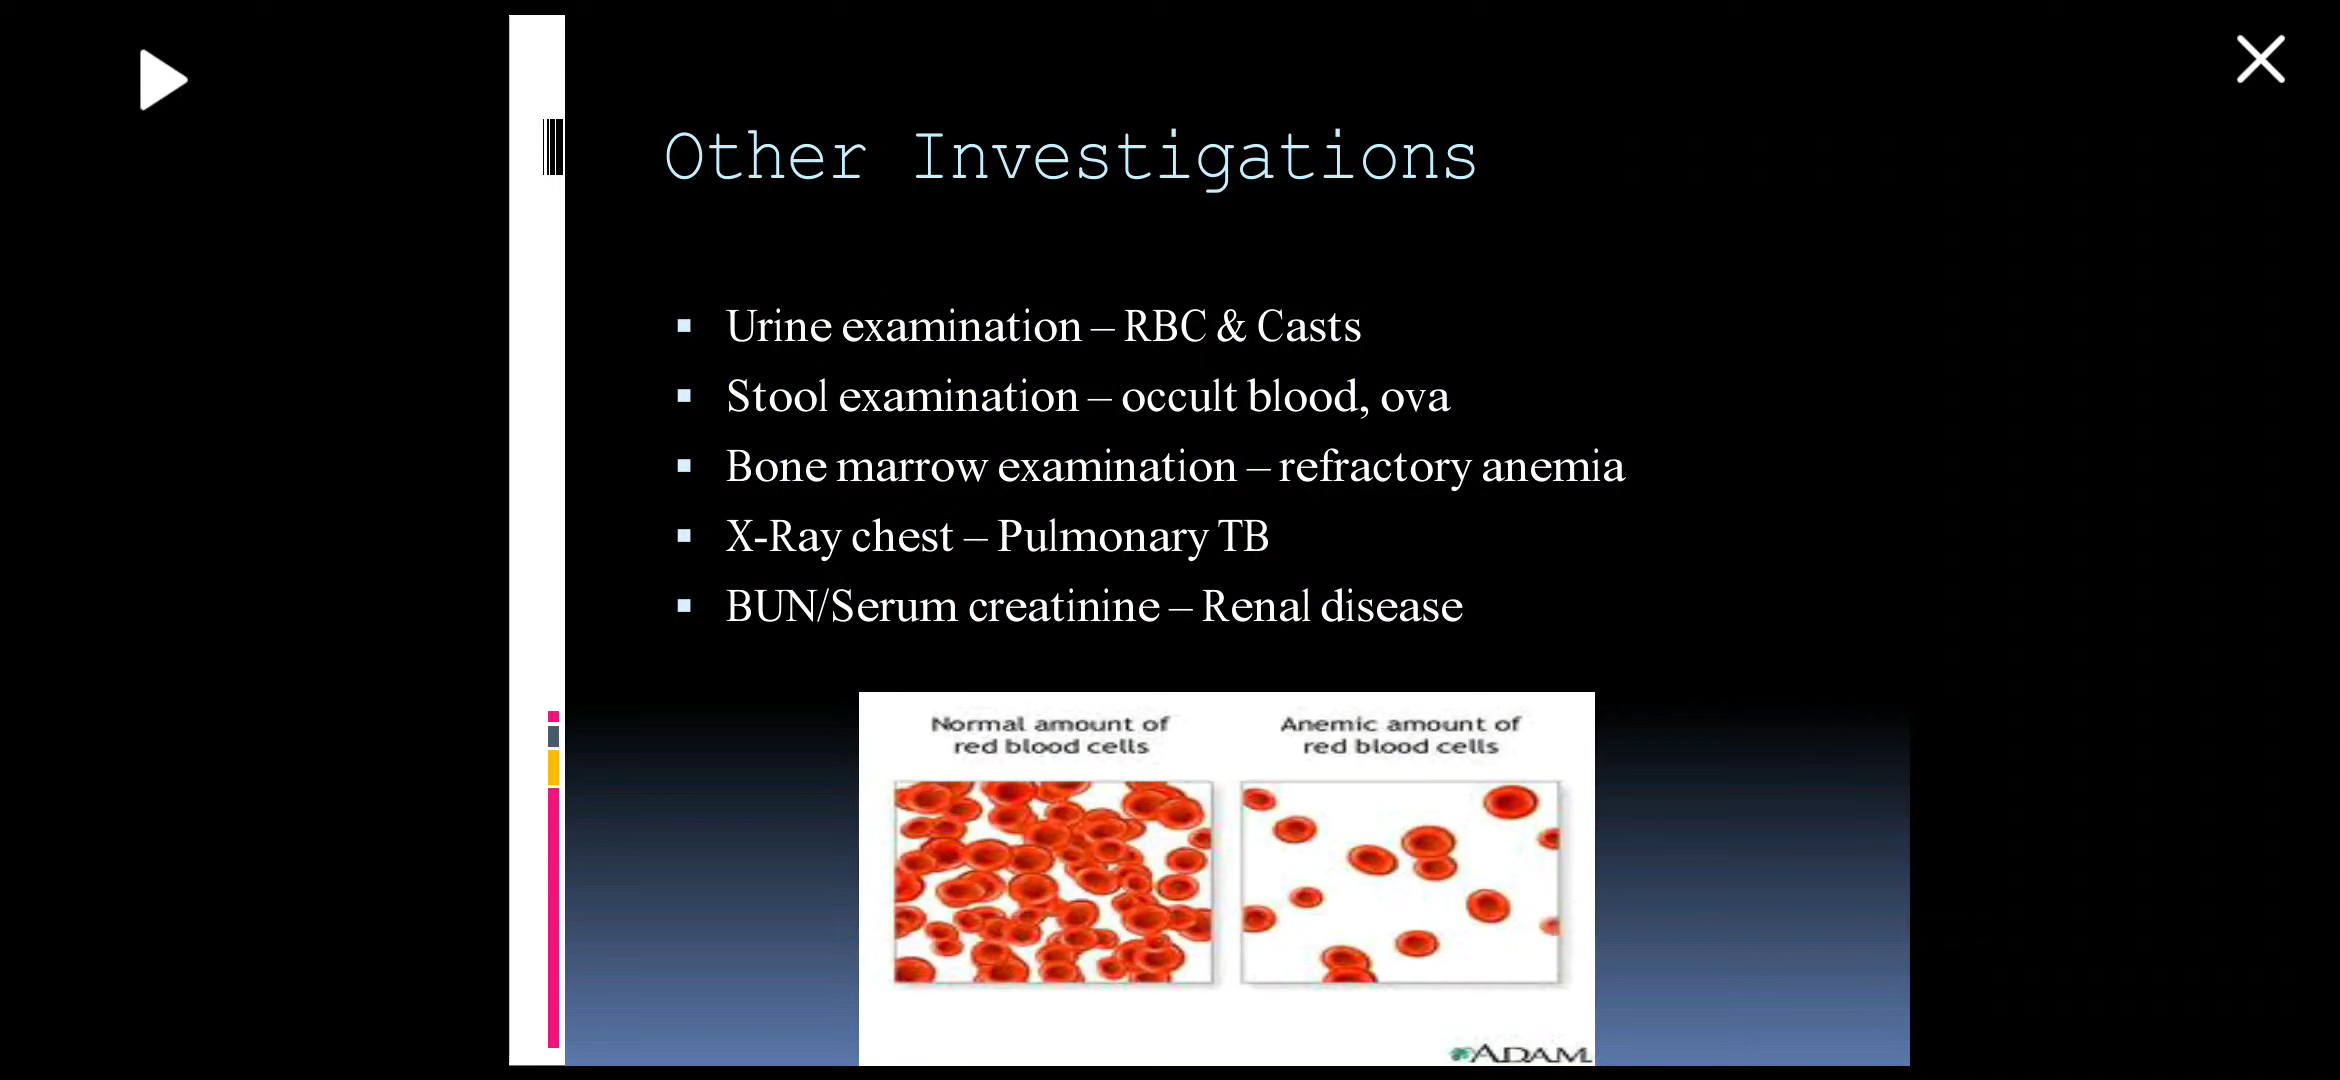 Other Investigations
Urine examination – RBC & Casts
Stool examination – occult blood, ova
Bone marrow examination – refractory anemia
X-Ray chest – Pulmonary TB
BUN/Serum creatinine – Renal disease
Normal amount of
red blood cells
Anemic amount of
red blood cells
ADAM